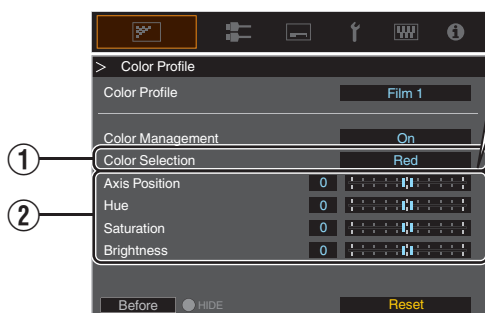 > Color Profile
Color Profile Film 1
Color Management On
① Color Selection Red
Axis Position 0
② Hue 0
Saturation 0
Brightness 0
Before HIDE Reset